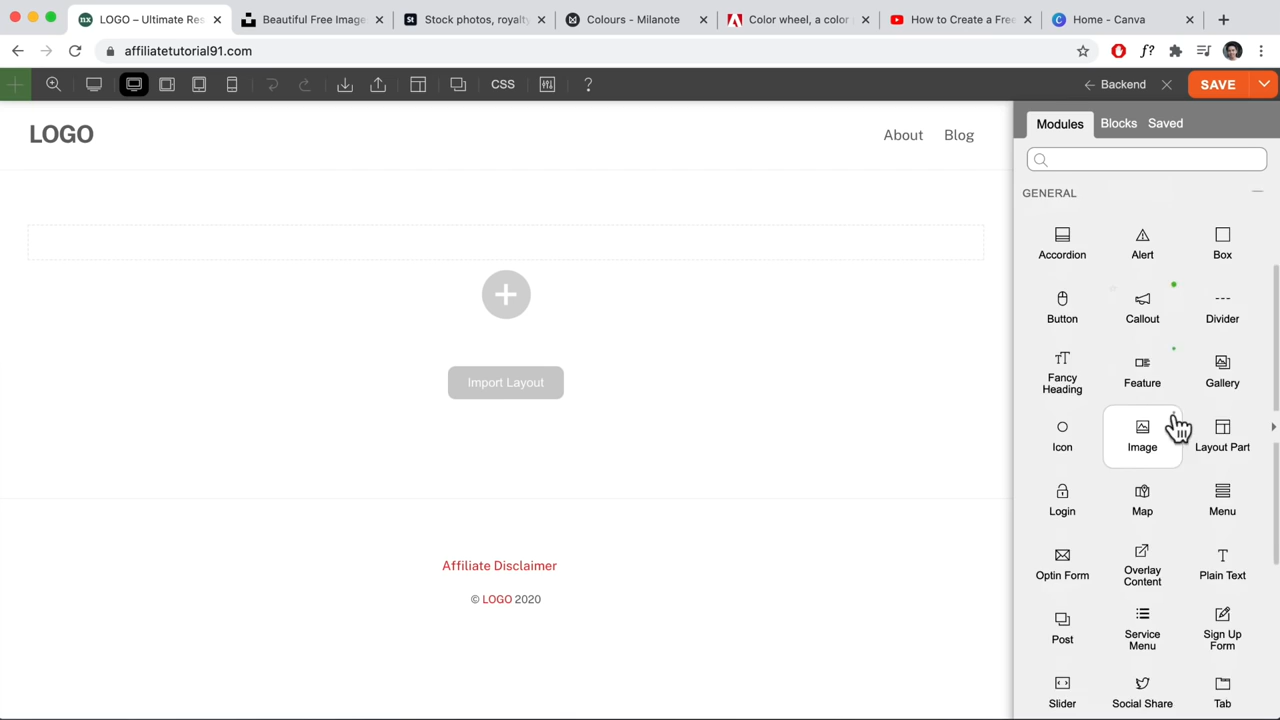 LOGO – Ultimate Res
Beautiful Free Image
Stock photos, royalty
Colours - Milanote
Color wheel, a color
How to Create a Free
Home - Canva
affiliatetutorial91.com
f?
CSS
?
Backend
SAVE
LOGO
About
Blog
Import Layout
Affiliate Disclaimer
© LOGO 2020
Modules
Blocks
Saved
GENERAL
Accordion
Alert
Box
Button
Callout
Divider
Fancy
Heading
Feature
Gallery
Icon
Image
Layout Part
Login
Map
Menu
Optin Form
Overlay
Content
Plain Text
Post
Service
Menu
Sign Up
Form
Slider
Social Share
Tab